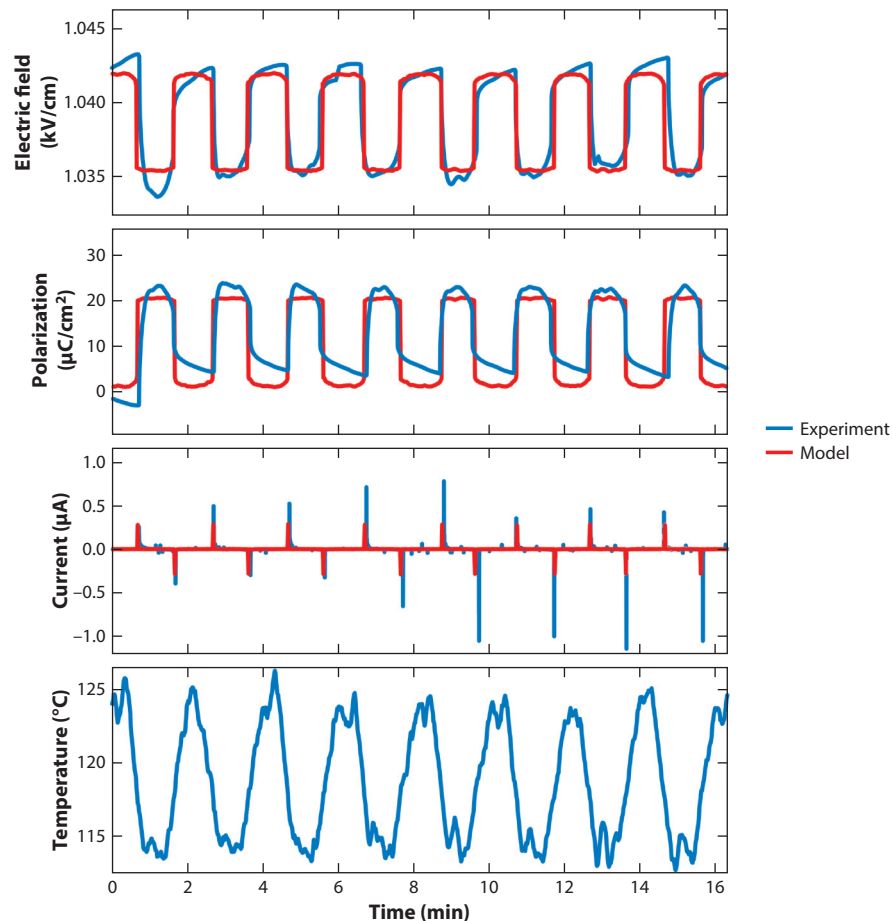 1.045
1.040
1.035
Electric field
(kV/cm)
30
20
10
0
Polarization
(µC/cm²)
1.0
0.5
0.0
−0.5
−1.0
Current (µA)
Experiment
Model
125
120
115
Temperature (°C)
0 2 4 6 8 10 12 14 16
Time (min)